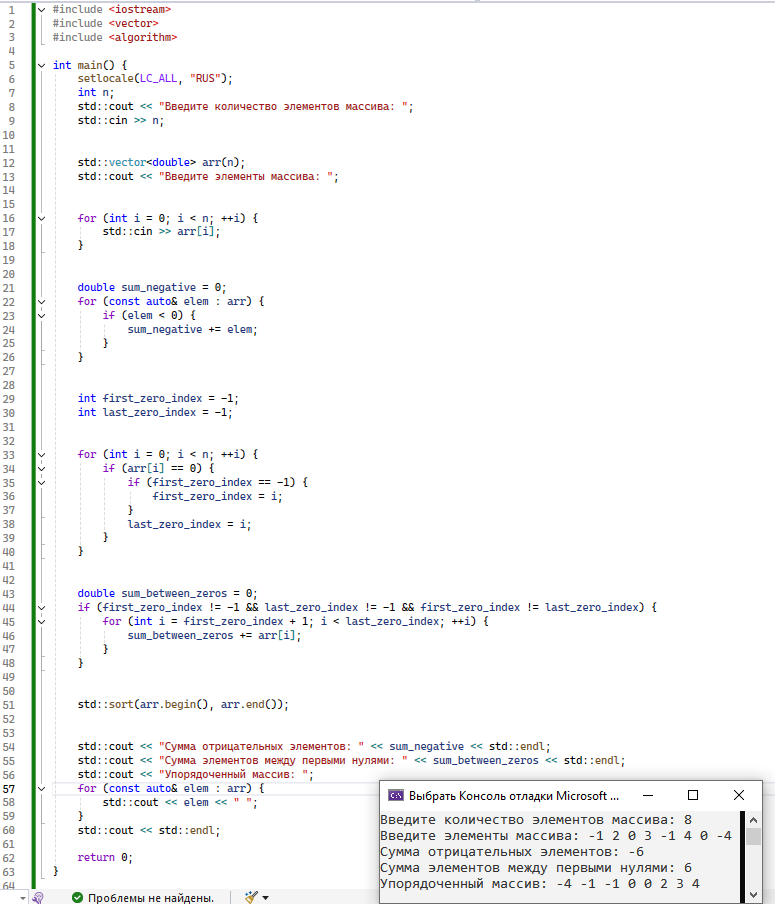 1 #include <iostream>
2 #include <vector>
3 #include <algorithm>
4
5 int main() {
6 setlocale(LC_ALL, "RUS");
7 int n;
8 std::cout << "Введите количество элементов массива: ";
9 std::cin >> n;
10
11
12 std::vector<double> arr(n);
13 std::cout << "Введите элементы массива: ";
14
15
16 for (int i = 0; i < n; ++i) {
17 std::cin >> arr[i];
18 }
19
20
21 double sum_negative = 0;
22 for (const auto& elem : arr) {
23 if (elem < 0) {
24 sum_negative += elem;
25 }
26 }
27
28
29 int first_zero_index = -1;
30 int last_zero_index = -1;
31
32
33 for (int i = 0; i < n; ++i) {
34 if (arr[i] == 0) {
35 if (first_zero_index == -1) {
36 first_zero_index = i;
37 }
38 last_zero_index = i;
39 }
40 }
41
42
43 double sum_between_zeros = 0;
44 if (first_zero_index != -1 && last_zero_index != -1 && first_zero_index != last_zero_index) {
45 for (int i = first_zero_index + 1; i < last_zero_index; ++i) {
46 sum_between_zeros += arr[i];
47 }
48 }
49
50
51 std::sort(arr.begin(), arr.end());
52
53
54 std::cout << "Сумма отрицательных элементов: " << sum_negative << std::endl;
55 std::cout << "Сумма элементов между первыми нулями: " << sum_between_zeros << std::endl;
56 std::cout << "Упорядоченный массив: ";
57 for (const auto& elem : arr) {
58 std::cout << elem << " ";
59 }
60 std::cout << std::endl;
61
62 return 0;
63 }
64
Выбрать Консоль отладки Microsoft ...
Введите количество элементов массива: 8
Введите элементы массива: -1 2 0 3 -1 4 0 -4
Сумма отрицательных элементов: -6
Сумма элементов между первыми нулями: 6
Упорядоченный массив: -4 -1 -1 0 0 2 3 4
Проблемы не найдены.